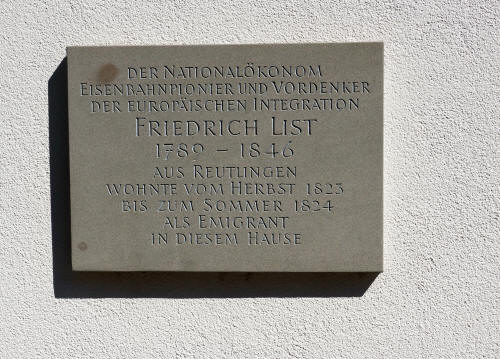 DER NATIONALÖKONOM
EISENBAHNPIONIER UND VORDENKER
DER EUROPÄISCHEN INTEGRATION
FRIEDRICH LIST
1789 - 1846
AUS REUTLINGEN
WOHNTE VOM HERBST 1823
BIS ZUM SOMMER 1824
ALS EMIGRANT
IN DIESEM HAUSE